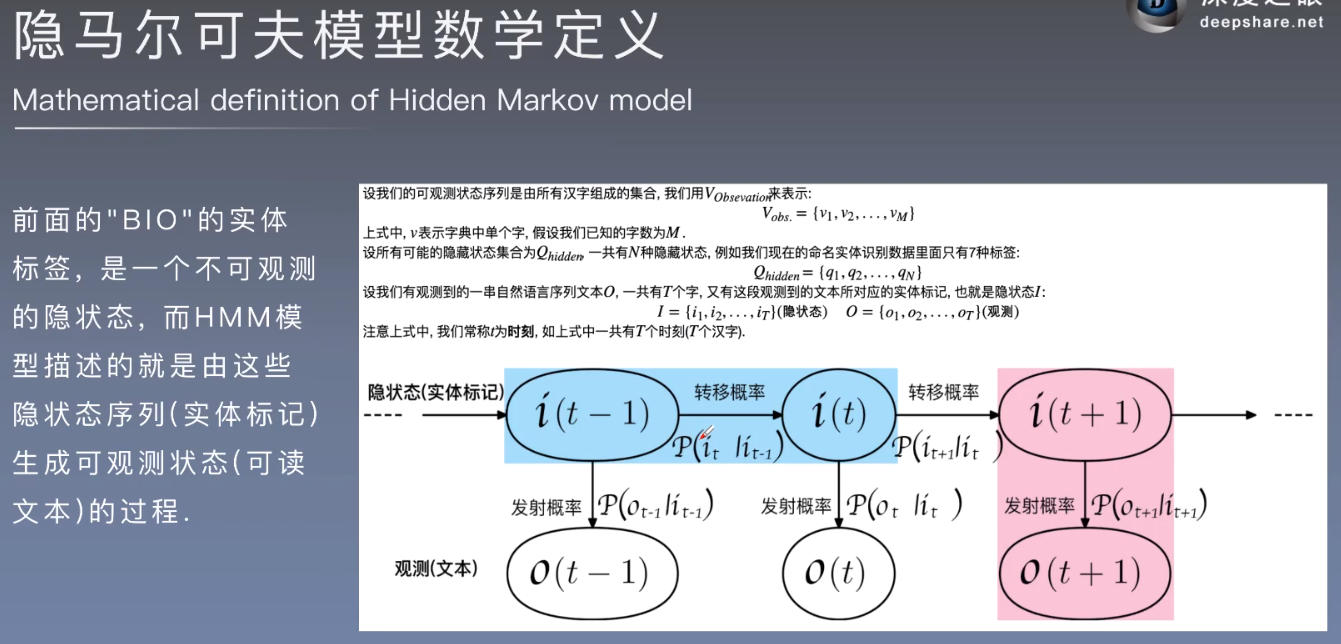 隐马尔可夫模型数学定义
deepshare.net
Mathematical definition of Hidden Markov model
前面的"BIO"的实体
标签, 是一个不可观测
的隐状态, 而HMM模
型描述的就是由这些
隐状态序列(实体标记)
生成可观测状态(可读
文本)的过程.
设我们的可观测状态序列是由所有汉字组成的集合, 我们用V_{Obsevation}来表示:
V_{obs.} = {v_1, v_2, . . . , v_M}
上式中, v表示字典中单个字, 假设我们已知的字数为M.
设所有可能的隐藏状态集合为Q_{hidden}, 一共有N种隐藏状态, 例如我们现在的命名实体识别数据里面只有7种标签:
Q_{hidden} = {q_1, q_2, . . . , q_N}
设我们有观测到的一串自然语言序列文本O, 一共有T个字, 又有这段观测到的文本所对应的实体标记, 也就是隐状态I:
I = {i_1, i_2, . . . , i_T}(隐状态) O = {o_1, o_2, . . . , o_T}(观测)
注意上式中, 我们常称t为时刻, 如上式中一共有T个时刻(T个汉字).
隐状态(实体标记) i(t − 1) 转移概率 i(t) 转移概率 i(t + 1)
P(i_t |i_{t-1}) P(i_{t+1}|i_t )
发射概率 P(o_{t-1}|i_{t-1}) 发射概率 P(o_t |i_t ) 发射概率 P(o_{t+1}|i_{t+1})
观测(文本) o(t − 1) o(t) o(t + 1)